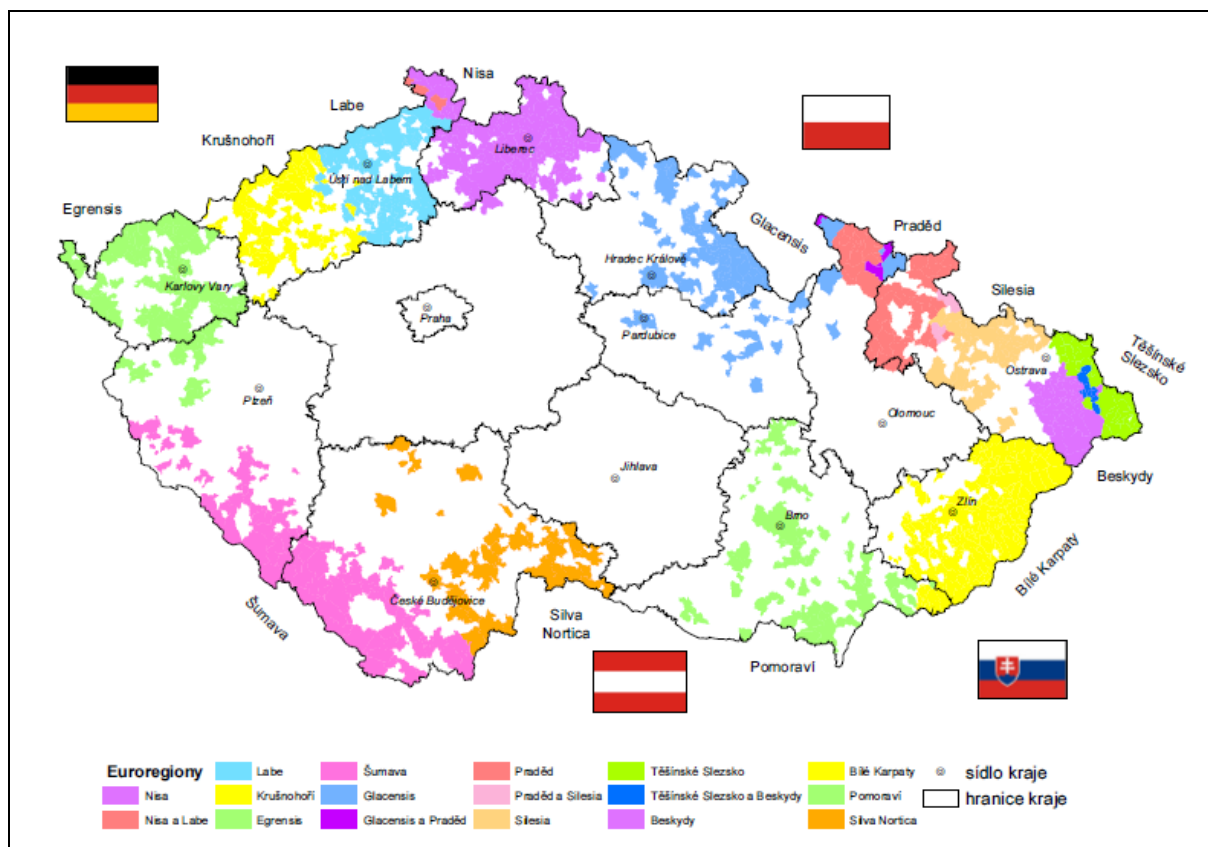 Nisa
Labe
Krušnohoří
Liberec
Ústí nad Labem
Egrensis
Glacensis
Praděd
Karlovy Vary
Hradec Králové
Silesia
Praha
Pardubice
Těšínské
Slezsko
Ostrava
Plzeň
Olomouc
Jihlava
Beskydy
Zlín
Brno
Bílé Karpaty
České Budějovice
Šumava
Silva
Nortica
Pomoraví
Euroregiony
Nisa
Nisa a Labe
Labe
Krušnohoří
Egrensis
Šumava
Glacensis
Glacensis a Praděd
Praděd
Praděd a Silesia
Silesia
Těšínské Slezsko
Těšínské Slezsko a Beskydy
Beskydy
Bílé Karpaty
Pomoraví
Silva Nortica
sídlo kraje
hranice kraje